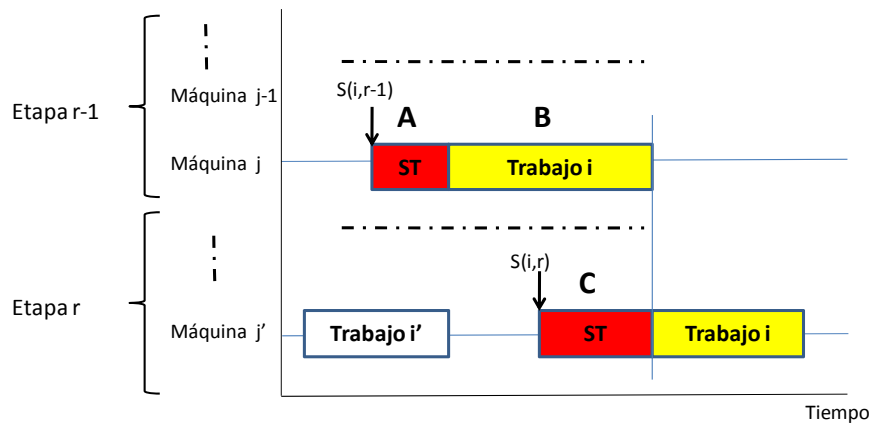 S(i,r-1)
Máquina j-1
Etapa r-1
A
B
Máquina j
ST
Trabajo i
S(i,r)
C
Etapa r
Máquina j’
Trabajo i’
ST
Trabajo i
Tiempo